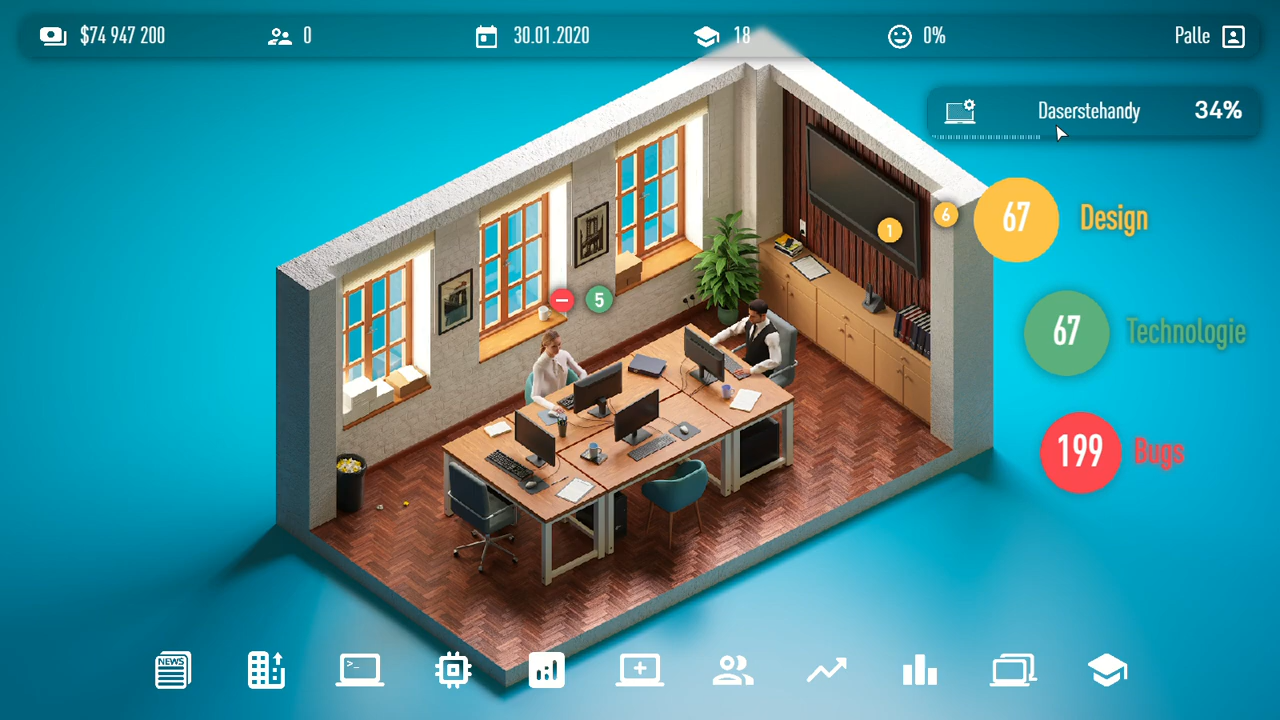 $74 947 200
0
30.01.2020
18
0%
Palle
Daserstehandy
34%
67
Design
1
6
67
Technologie
5
199
Bugs
NEWS